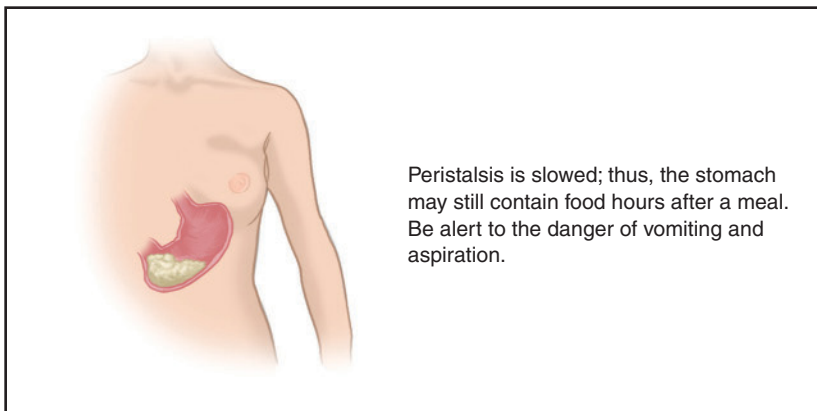 Peristalsis is slowed; thus, the stomach
may still contain food hours after a meal.
Be alert to the danger of vomiting and
aspiration.